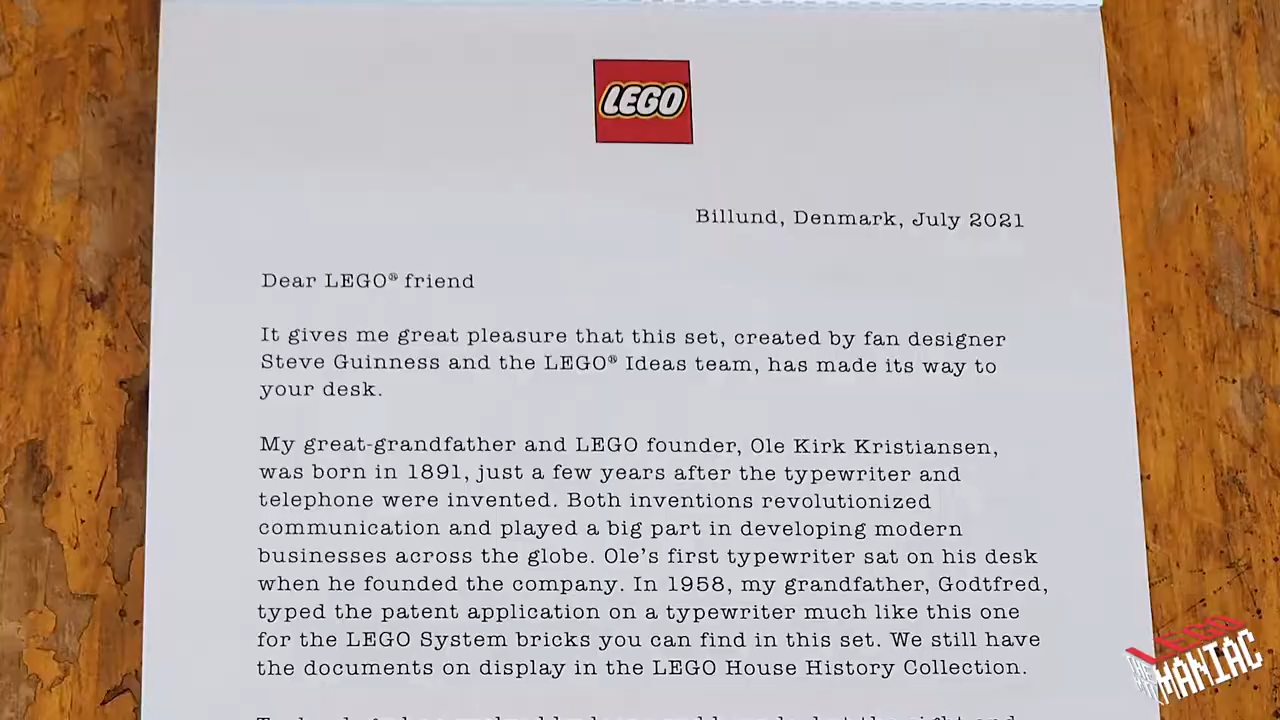 LEGO
Billund, Denmark, July 2021
Dear LEGO® friend
It gives me great pleasure that this set, created by fan designer
Steve Guinness and the LEGO® Ideas team, has made its way to
your desk.
My great-grandfather and LEGO founder, Ole Kirk Kristiansen,
was born in 1891, just a few years after the typewriter and
telephone were invented. Both inventions revolutionized
communication and played a big part in developing modern
businesses across the globe. Ole's first typewriter sat on his desk
when he founded the company. In 1958, my grandfather, Godtfred,
typed the patent application on a typewriter much like this one
for the LEGO System bricks you can find in this set. We still have
the documents on display in the LEGO House History Collection.
LEGO
MANIAC